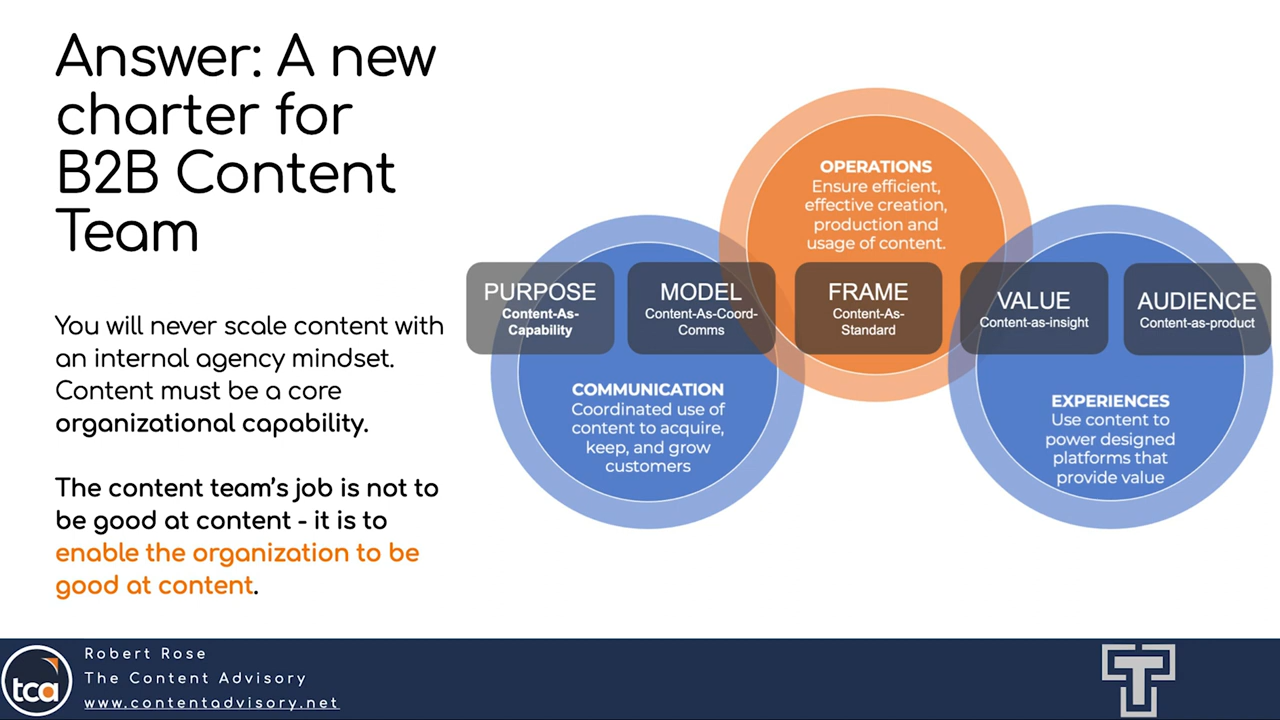 Answer: A new
charter for
B2B Content
Team
You will never scale content with
an internal agency mindset.
Content must be a core
organizational capability.
The content team's job is not to
be good at content - it is to
enable the organization to be
good at content.
OPERATIONS
Ensure efficient,
effective creation,
production and
usage of content.
PURPOSE
Content-As-
Capability
MODEL
Content-As-Coord-
Comms
FRAME
Content-As-
Standard
VALUE
Content-as-insight
AUDIENCE
Content-as-product
COMMUNICATION
Coordinated use of
content to acquire,
keep, and grow
customers
EXPERIENCES
Use content to
power designed
platforms that
provide value
tca
Robert Rose
The Content Advisory
www.contentadvisory.net
T